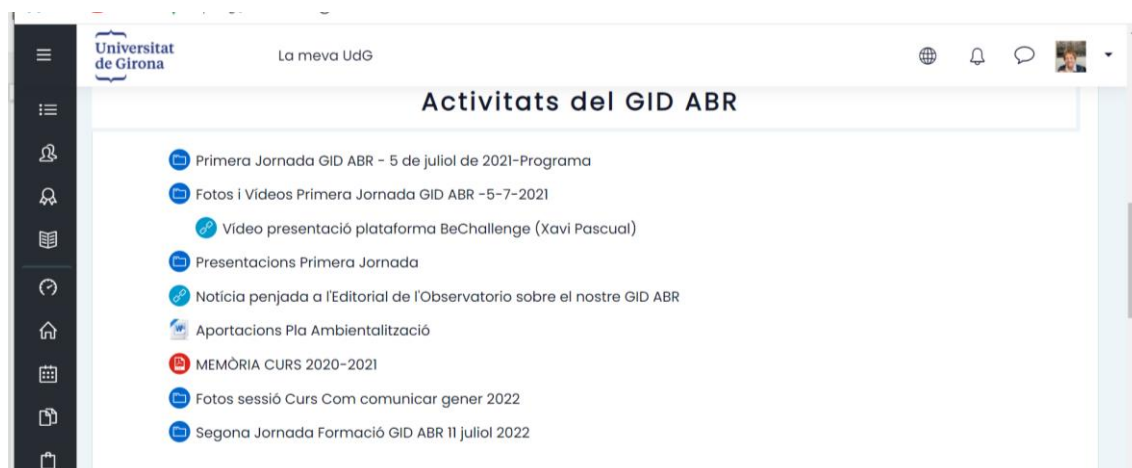 Universitat
de Girona
La meva UdG
Activitats del GID ABR
Primera Jornada GID ABR - 5 de juliol de 2021-Programa
Fotos i Vídeos Primera Jornada GID ABR -5-7-2021
Vídeo presentació plataforma BeChallenge (Xavi Pascual)
Presentacions Primera Jornada
Notícia penjada a l'Editorial de l'Observatorio sobre el nostre GID ABR
Aportacions Pla Ambientalització
MEMÒRIA CURS 2020-2021
Fotos sessió Curs Com comunicar gener 2022
Segona Jornada Formació GID ABR 11 juliol 2022